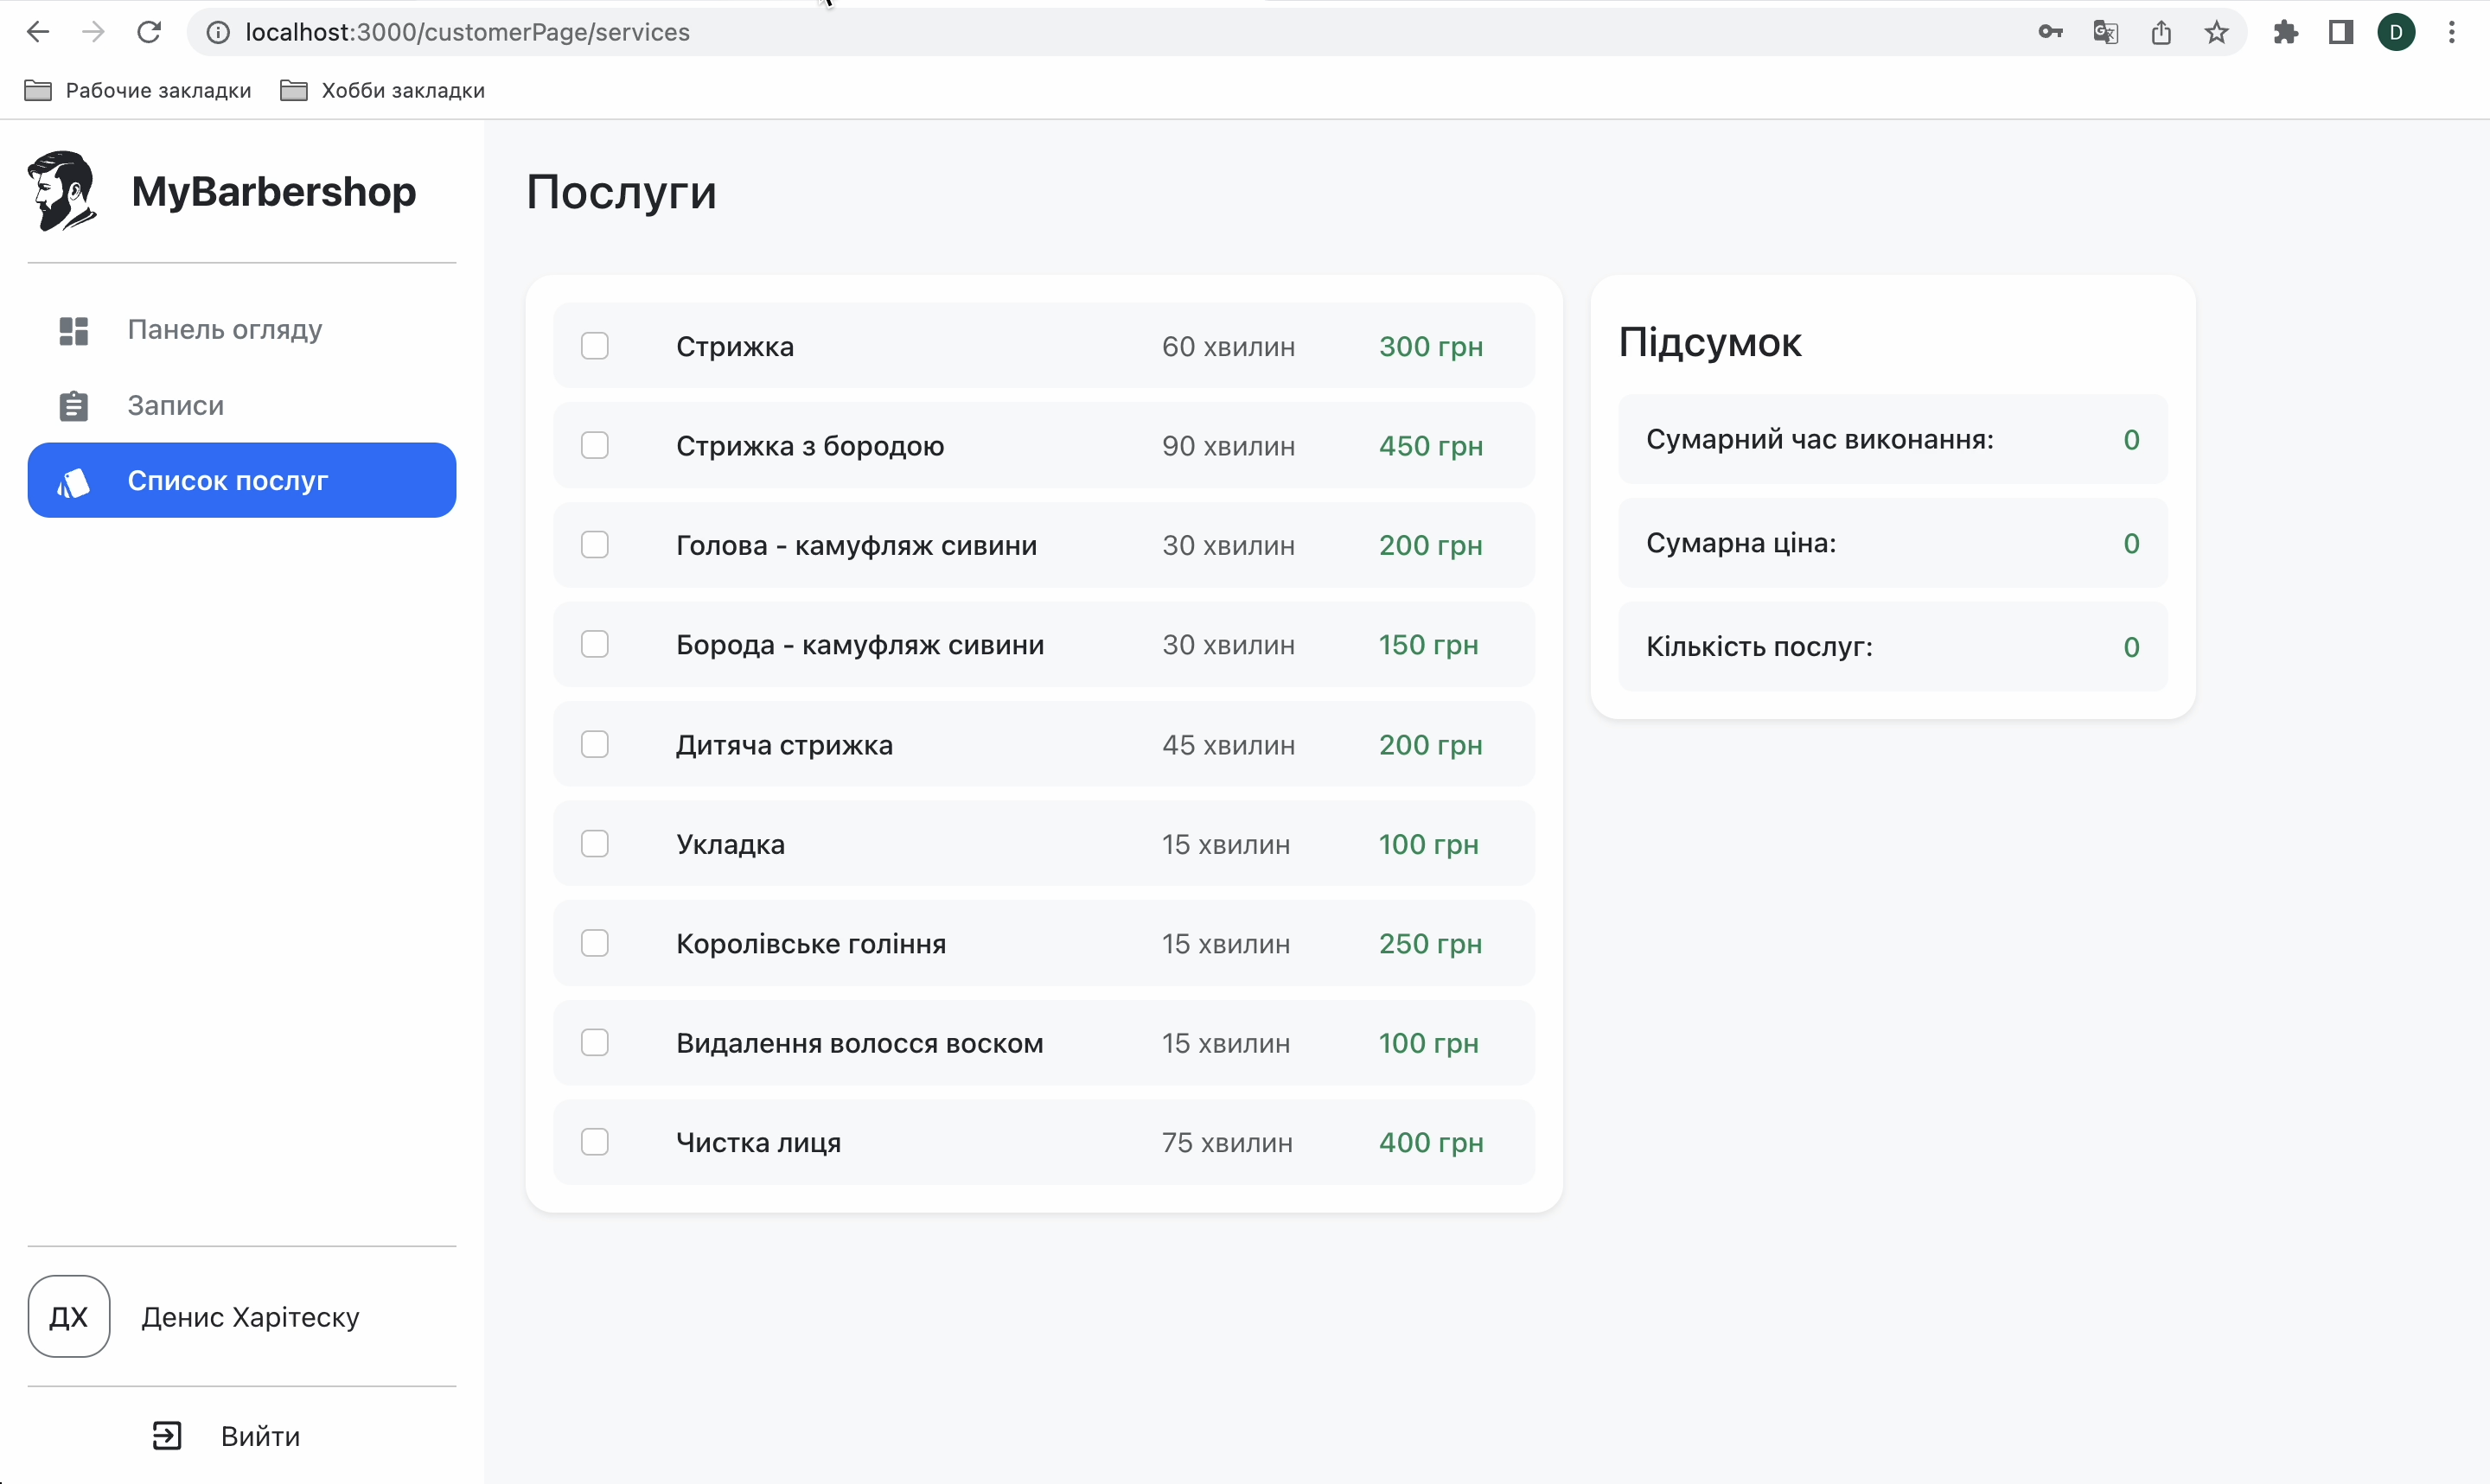 localhost:3000/customerPage/services
D
Рабочие закладки
Хобби закладки
MyBarbershop
Панель огляду
Записи
Список послуг
Послуги
Стрижка 60 хвилин 300 грн
Стрижка з бородою 90 хвилин 450 грн
Голова - камуфляж сивини 30 хвилин 200 грн
Борода - камуфляж сивини 30 хвилин 150 грн
Дитяча стрижка 45 хвилин 200 грн
Укладка 15 хвилин 100 грн
Королівське гоління 15 хвилин 250 грн
Видалення волосся воском 15 хвилин 100 грн
Чистка лиця 75 хвилин 400 грн
Підсумок
Сумарний час виконання: 0
Сумарна ціна: 0
Кількість послуг: 0
ДХ Денис Харітеску
Вийти